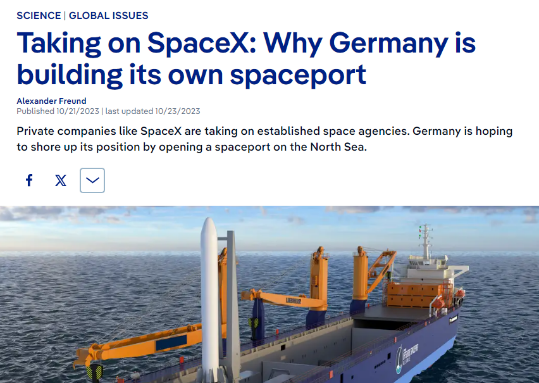 SCIENCE | GLOBAL ISSUES
Taking on SpaceX: Why Germany is
building its own spaceport
Alexander Freund
Published 10/21/2023 | last updated 10/23/2023
Private companies like SpaceX are taking on established space agencies. Germany is hoping
to shore up its position by opening a spaceport on the North Sea.